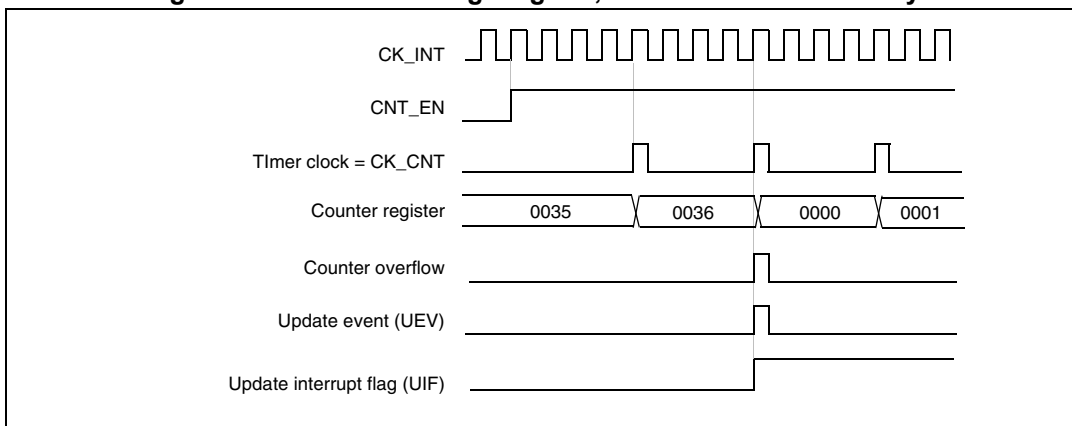 CK_INT
CNT_EN
TImer clock = CK_CNT
Counter register 0035 0036 0000 0001
Counter overflow
Update event (UEV)
Update interrupt flag (UIF)